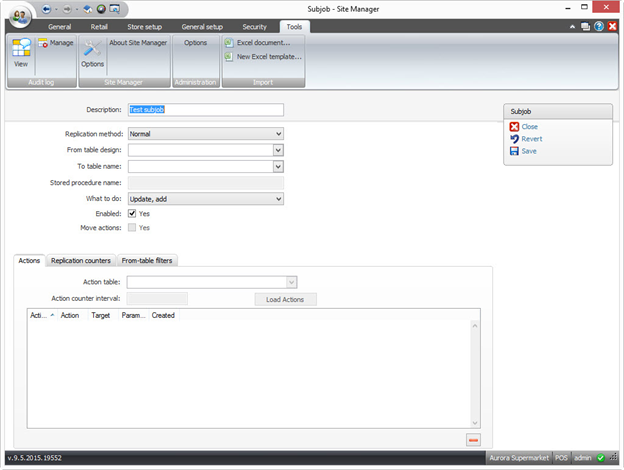 Subjob - Site Manager
General Retail Store setup General setup Security Tools
View
Manage
Audit log
Options
About Site Manager
Site Manager
Options
Administration
Excel document...
New Excel template...
Import
Description: Test subjob
Replication method: Normal
From table design:
To table name:
Stored procedure name:
What to do: Update, add
Enabled: Yes
Move actions: Yes
Subjob
Close
Revert
Save
Actions Replication counters From-table filters
Action table:
Action counter interval: Load Actions
Acti... Action Target Param... Created
v.9.5.2015.19552 Aurora Supermarket POS admin